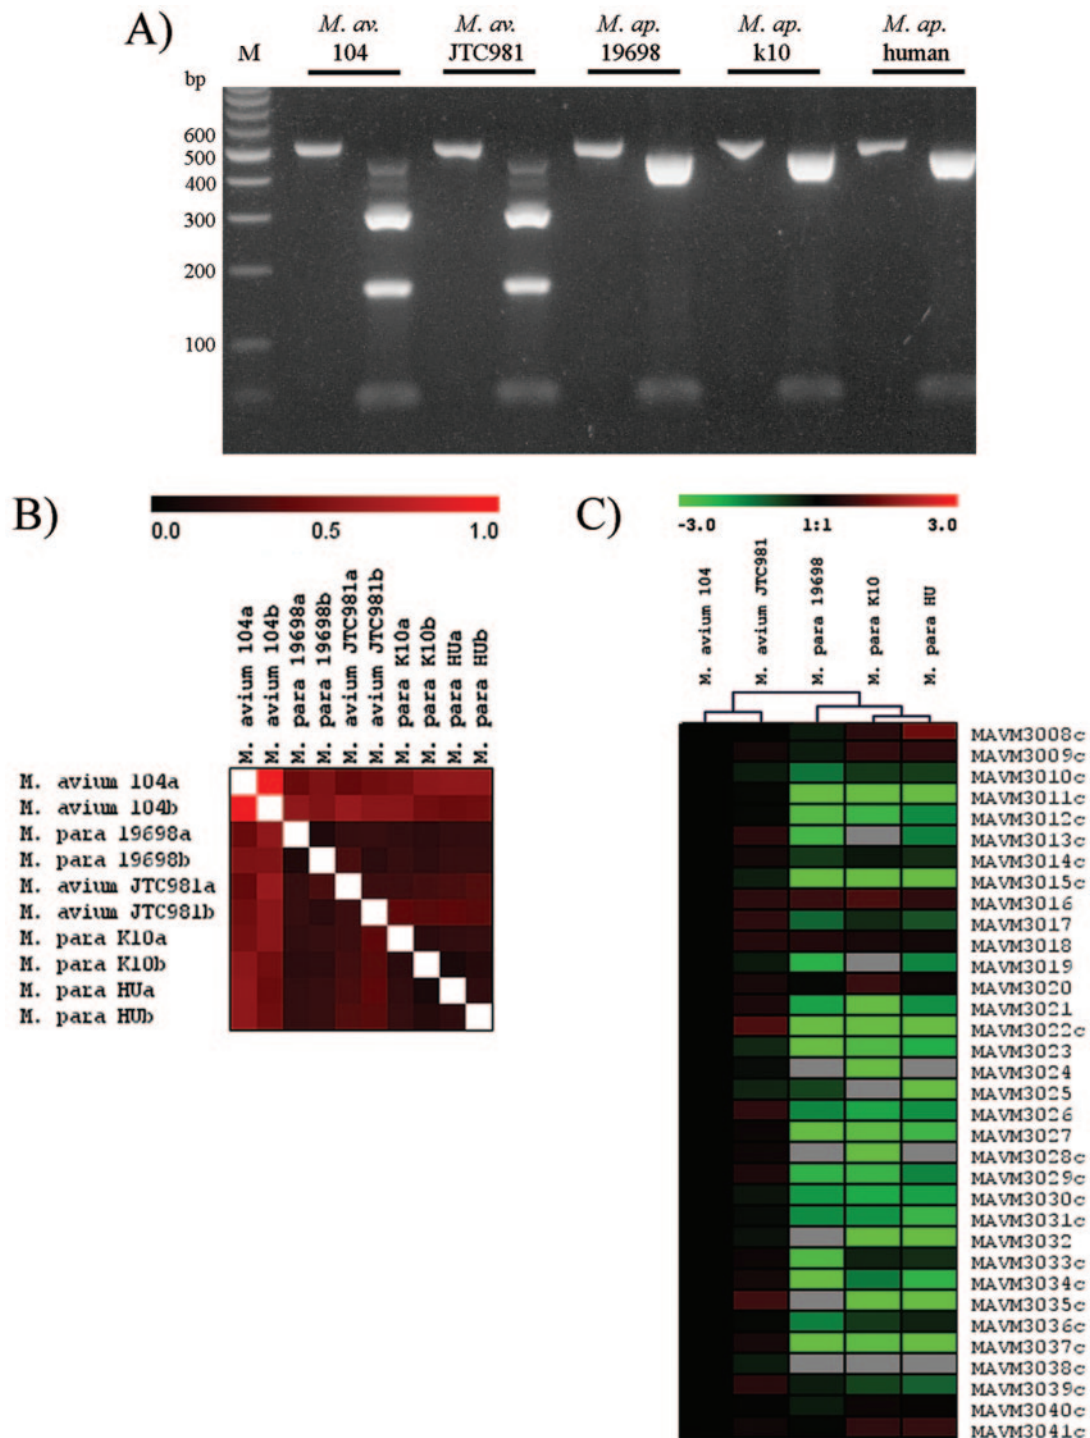 A)
M
M. av.
104
M. av.
JTC981
M. ap.
19698
M. ap.
k10
M. ap.
human
bp
600
500
400
300
200
100
B)
0.0 0.5 1.0
M. avium 104a
M. avium 104b
M. para 19698a
M. para 19698b
M. avium JTC981a
M. avium JTC981b
M. para K10a
M. para K10b
M. para HUa
M. para HUb
M. avium 104a
M. avium 104b
M. para 19698a
M. para 19698b
M. avium JTC981a
M. avium JTC981b
M. para K10a
M. para K10b
M. para HUa
M. para HUb
C)
-3.0 1:1 3.0
M. avium 104
M. avium JTC981
M. para 19698
M. para K10
M. para HU
MAVM3008c
MAVM3009c
MAVM3010c
MAVM3011c
MAVM3012c
MAVM3013c
MAVM3014c
MAVM3015c
MAVM3016
MAVM3017
MAVM3018
MAVM3019
MAVM3020
MAVM3021
MAVM3022c
MAVM3023
MAVM3024
MAVM3025
MAVM3026
MAVM3027
MAVM3028c
MAVM3029c
MAVM3030c
MAVM3031c
MAVM3032
MAVM3033c
MAVM3034c
MAVM3035c
MAVM3036c
MAVM3037c
MAVM3038c
MAVM3039c
MAVM3040c
MAVM3041c